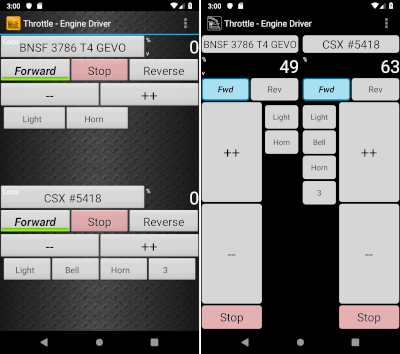 3:00
Throttle - Engine Driver
Loco
BNSF 3786 T4 GEVO
%
v
0
Forward
Stop
Reverse
--
++
Light
Horn
Loco
CSX #5418
%
0
Forward
Stop
Reverse
--
++
Light
Bell
Horn
3
3:00
Throttle - Engine Driver
BNSF 3786 T4 GEVO
CSX #5418
%
v
49
%
63
Fwd
Rev
Fwd
Rev
++
Light
Light
++
Horn
Bell
Horn
3
--
--
Stop
Stop